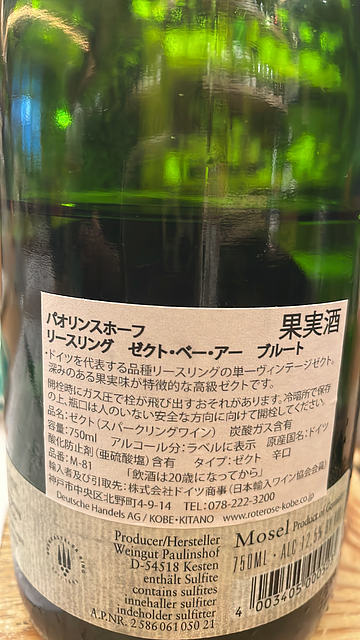 パオリンスホーフ 果実酒
リースリング ゼクト・ベー・アー ブルート
・ドイツを代表する品種リースリングの単一ヴィンテージゼクト。
深みのある果実味が特徴的な高級ゼクトです。
開栓時にガス圧で栓が飛び出すおそれがあります。冷暗所で保存
の上、瓶口は人のいない安全な方向に向けて開栓してください。
品名:ゼクト(スパークリングワイン) 炭酸ガス含有
容量:750ml アルコール分:ラベルに表示 原産国名:ドイツ
酸化防止剤(亜硫酸塩)含有 タイプ:ゼクト 辛口
品番:M-81 「飲酒は20歳になってから」
輸入者及び引取先:株式会社ドイツ商事(日本輸入ワイン協会会員)
神戸市中央区北野町4-9-14 TEL:078-222-3200
Deutsche Handels AG / KOBE・KITANO www.roterose-kobe.co.jp
Producer/Hersteller
Weingut Paulinshof
D-54518 Kesten
enthält Sulfite
contains sulfites
innehaller sulfiter
indeholder sulfitter
A.P.NR. 2 586 061 050 21
Mosel Product of
750ML · ALC 12.5%
4 003405 000